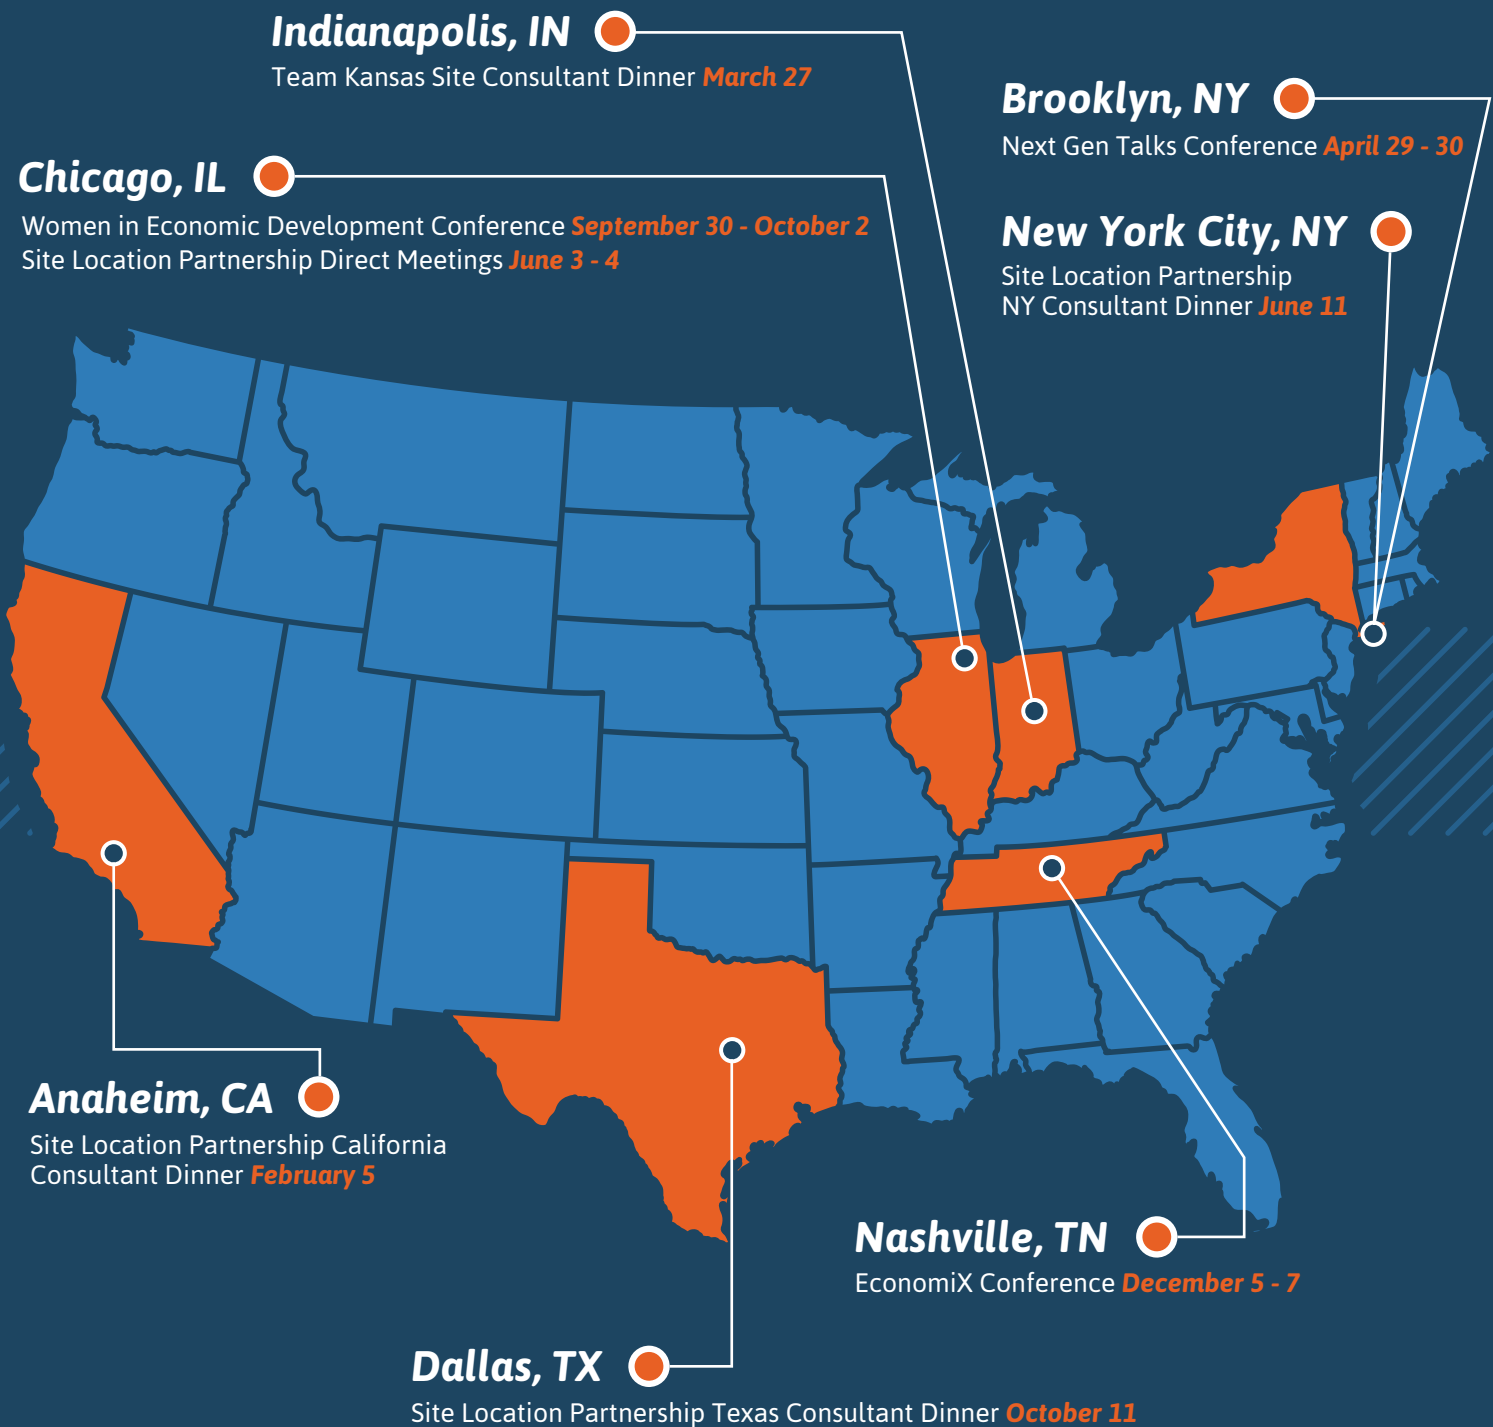 Indianapolis, IN
Team Kansas Site Consultant Dinner March 27
Brooklyn, NY
Next Gen Talks Conference April 29 - 30
Chicago, IL
Women in Economic Development Conference September 30 - October 2
Site Location Partnership Direct Meetings June 3 - 4
New York City, NY
Site Location Partnership
NY Consultant Dinner June 11
Anaheim, CA
Site Location Partnership California
Consultant Dinner February 5
Nashville, TN
EconomiX Conference December 5 - 7
Dallas, TX
Site Location Partnership Texas Consultant Dinner October 11